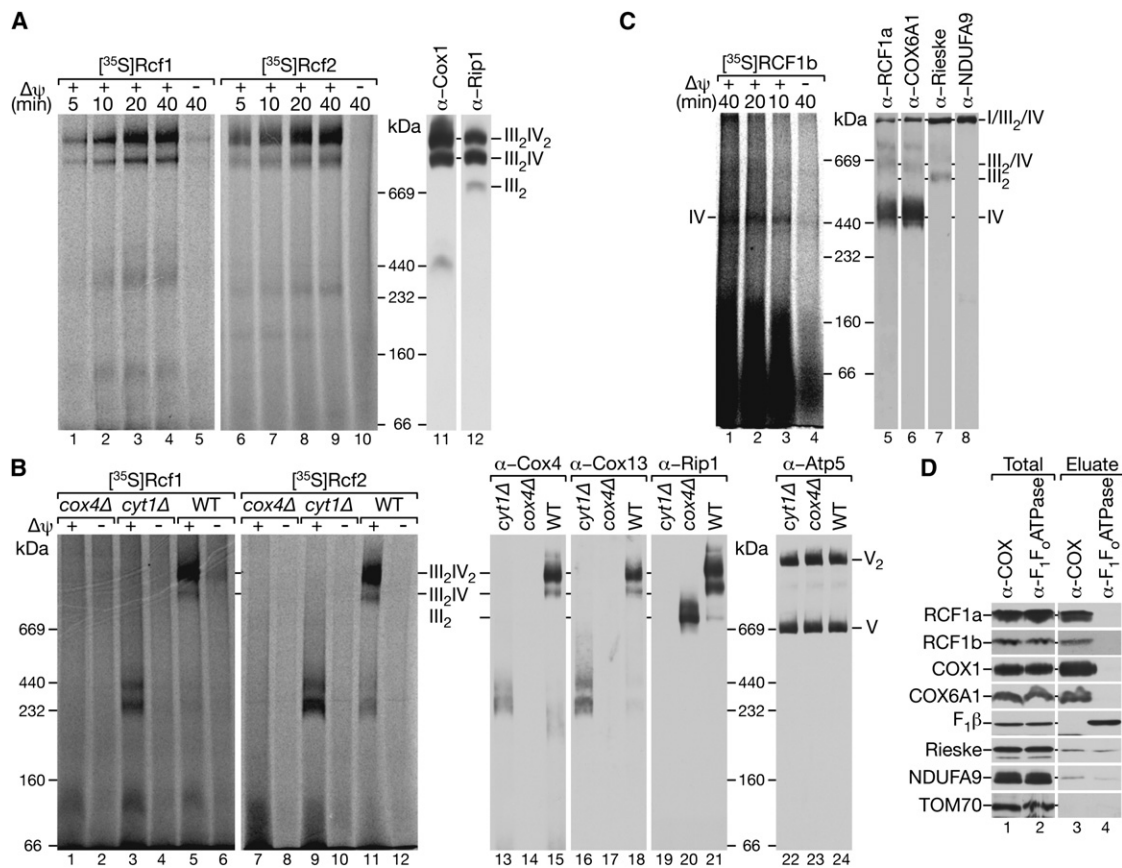 A
[35S]Rcf1
[35S]Rcf2
Δψ + + + + - + + + + -
(min) 5 10 20 40 40 5 10 20 40 40
kDa
α-Cox1
α-Rip1
III2IV2
III2IV
III2
669
440
232
160
66
1 2 3 4 5 6 7 8 9 10 11 12
C
[35S]RCF1b
Δψ + + + -
(min) 40 20 10 40
kDa
α-RCF1a
α-COX6A1
α-Rieske
α-NDUFA9
I/III2/IV
669
III2/IV
III2
IV
440
IV
232
160
66
1 2 3 4 5 6 7 8
B
[35S]Rcf1
[35S]Rcf2
cox4Δ cyt1Δ WT cox4Δ cyt1Δ WT
Δψ + - + - + - + - + - + -
kDa
III2IV2
III2IV
III2
669
440
232
160
66
1 2 3 4 5 6 7 8 9 10 11 12
α-Cox4 α-Cox13 α-Rip1 α-Atp5
cyt1Δ cox4Δ WT cyt1Δ cox4Δ WT cyt1Δ cox4Δ WT cyt1Δ cox4Δ WT
kDa
V2
669
V
440
232
160
66
13 14 15 16 17 18 19 20 21 22 23 24
D
Total Eluate
α-COX
α-F1FoATPase
α-COX
α-F1FoATPase
RCF1a
RCF1b
COX1
COX6A1
F1β
Rieske
NDUFA9
TOM70
1 2 3 4